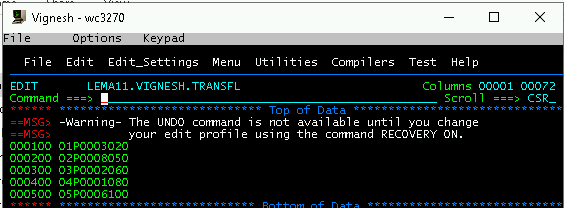 Vignesh - wc3270
File Options Keypad
File Edit Edit_Settings Menu Utilities Compilers Test Help
EDIT LEMA11.VIGNESH.TRANSFL Columns 00001 00072
Command ===> Scroll ===> CSR_
****** ***************************** Top of Data ******************************
==MSG> -Warning- The UNDO command is not available until you change
==MSG> your edit profile using the command RECOVERY ON.
000100 01P0003020
000200 02P0008050
000300 03P0002060
000400 04P0001080
000500 05P0006100
****** **************************** Bottom of Data ****************************